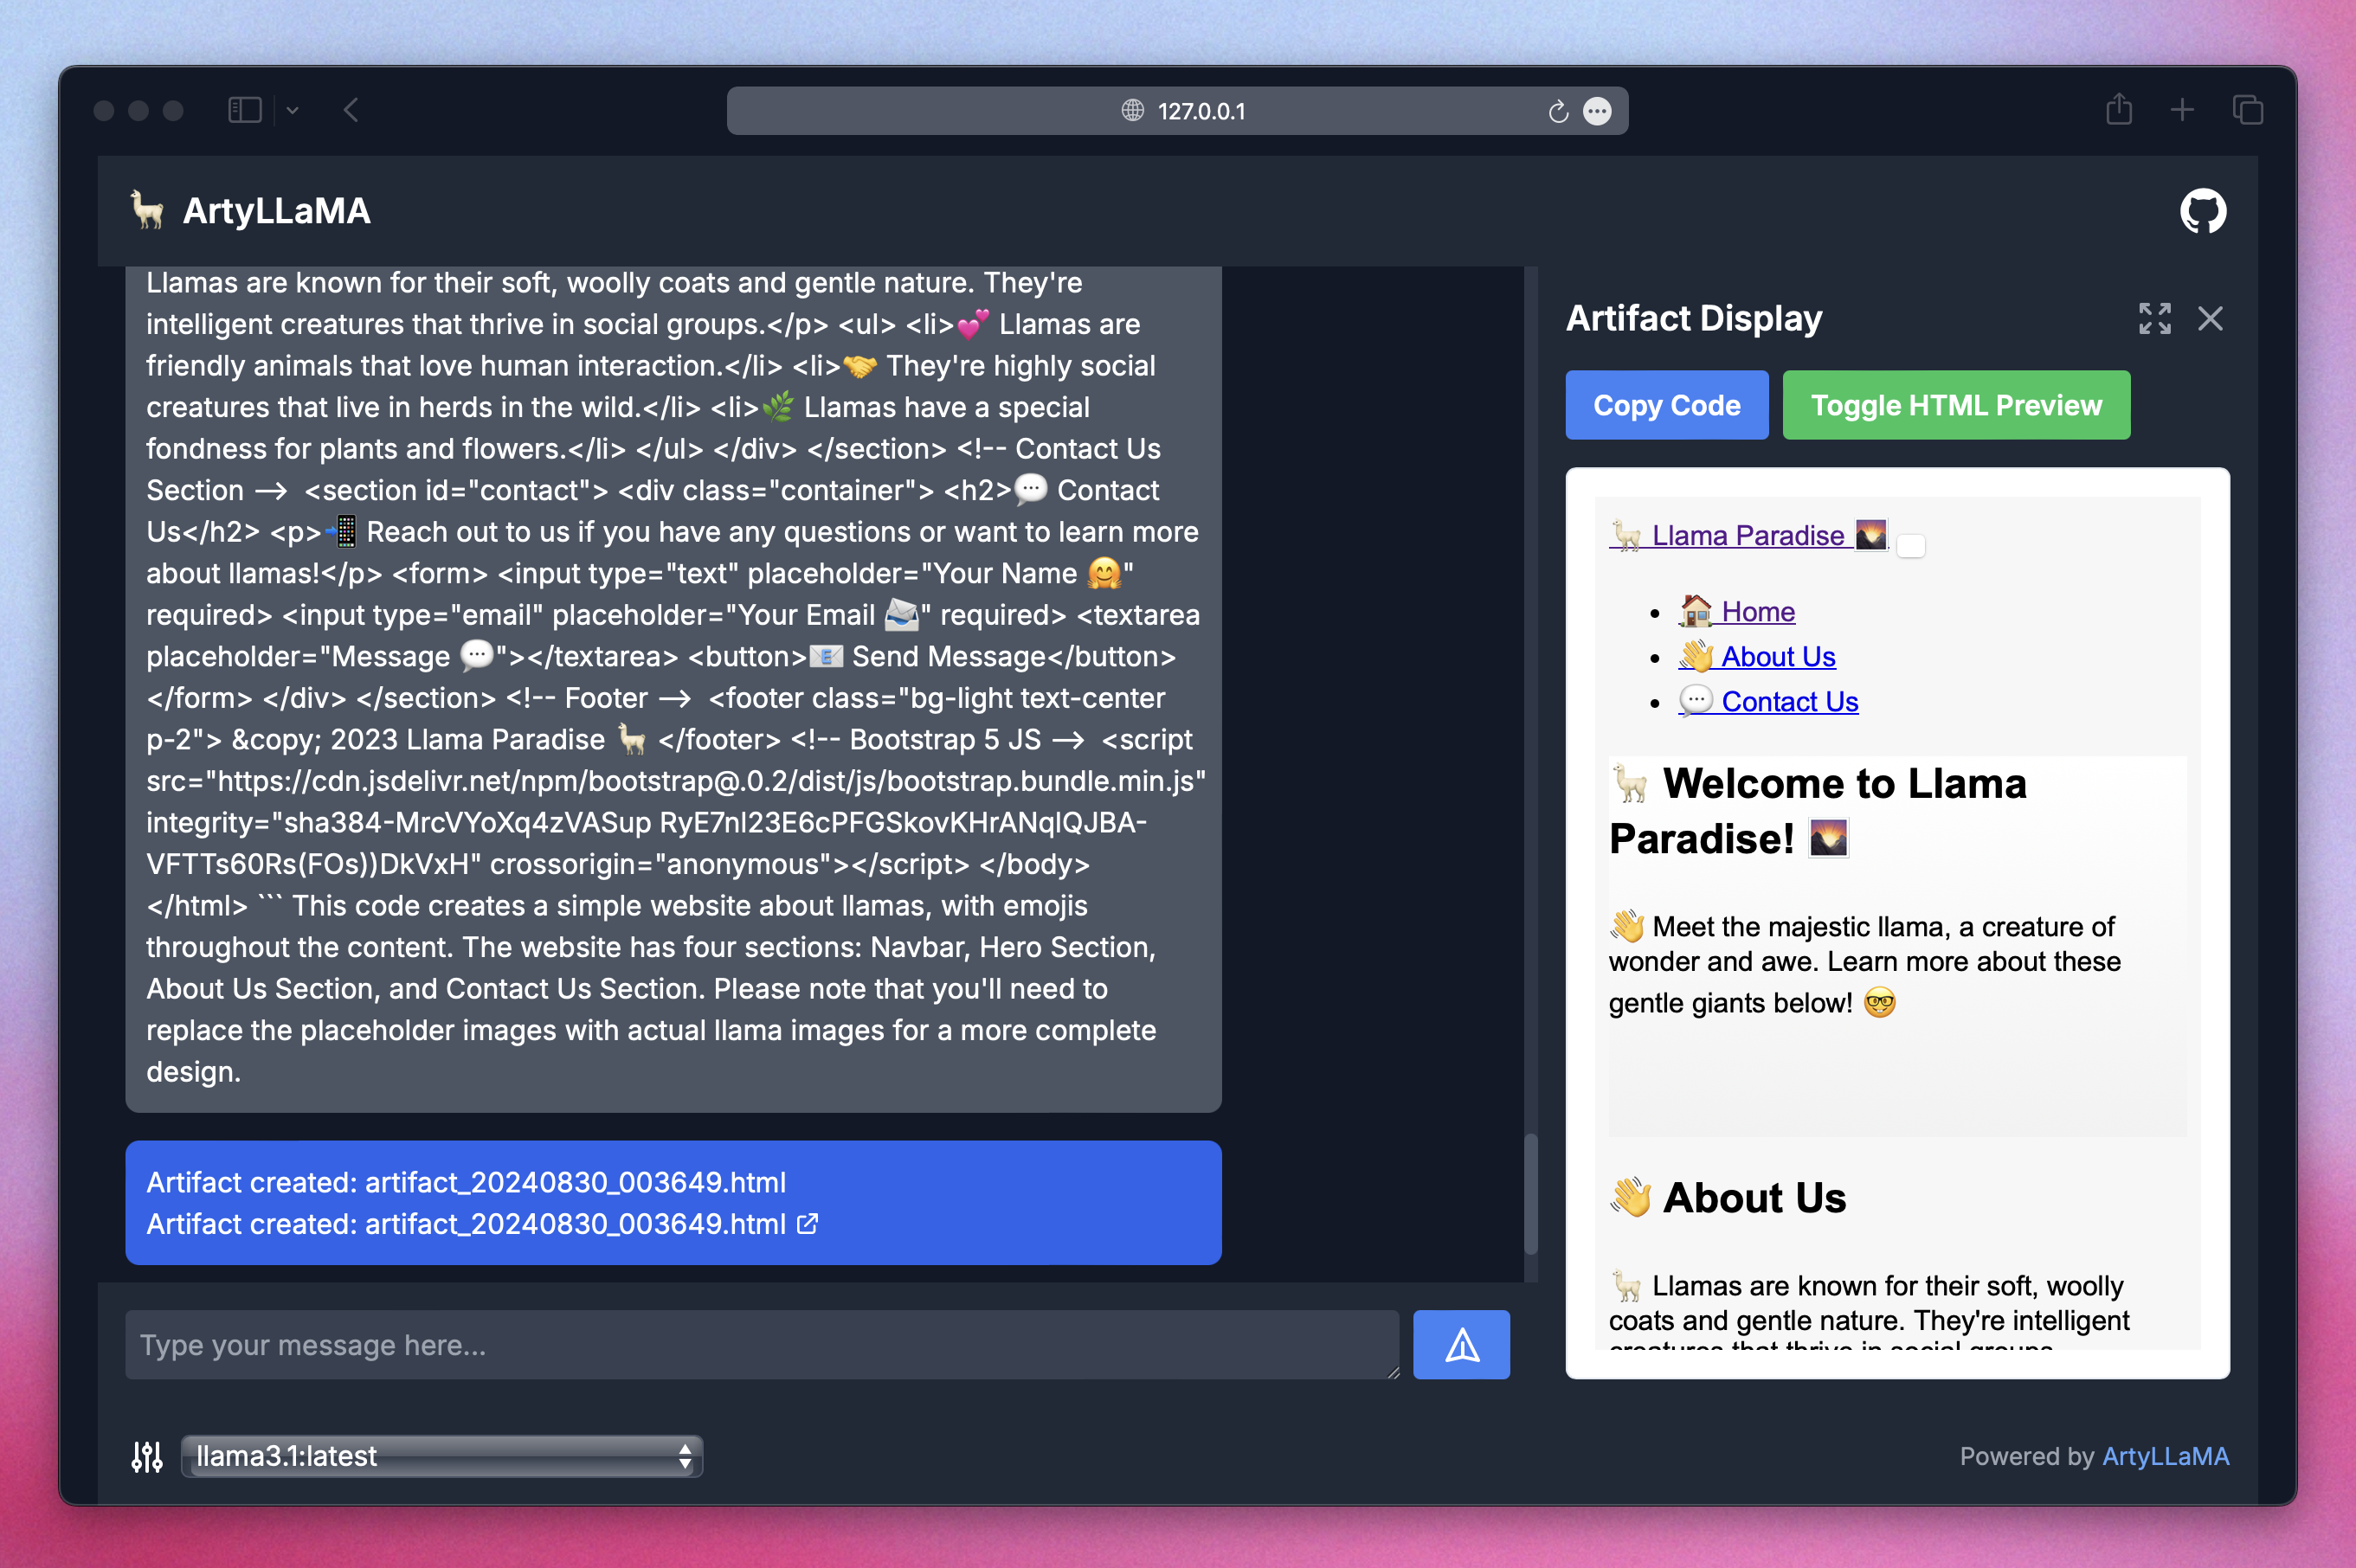 127.0.0.1
🦙 ArtyLLaMA
Llamas are known for their soft, woolly coats and gentle nature. They're
intelligent creatures that thrive in social groups.</p> <ul> <li>💕 Llamas are
friendly animals that love human interaction.</li> <li>🤝 They're highly social
creatures that live in herds in the wild.</li> <li>🌿 Llamas have a special
fondness for plants and flowers.</li> </ul> </div> </section> <!-- Contact Us
Section --> <section id="contact"> <div class="container"> <h2>💬 Contact
Us</h2> <p>📲 Reach out to us if you have any questions or want to learn more
about llamas!</p> <form> <input type="text" placeholder="Your Name 🤗"
required> <input type="email" placeholder="Your Email 📨" required> <textarea
placeholder="Message 💬"></textarea> <button>📧 Send Message</button>
</form> </div> </section> <!-- Footer --> <footer class="bg-light text-center
p-2"> &copy; 2023 Llama Paradise 🦙 </footer> <!-- Bootstrap 5 JS --> <script
src="https://cdn.jsdelivr.net/npm/bootstrap@.0.2/dist/js/bootstrap.bundle.min.js"
integrity="sha384-MrcVYoXq4zVASup RyE7nl23E6cPFGSkovKHrANqlQJBA-
VFTTs60Rs(FOs))DkVxH" crossorigin="anonymous"></script> </body>
</html> ``` This code creates a simple website about llamas, with emojis
throughout the content. The website has four sections: Navbar, Hero Section,
About Us Section, and Contact Us Section. Please note that you'll need to
replace the placeholder images with actual llama images for a more complete
design.
Artifact created: artifact_20240830_003649.html
Artifact created: artifact_20240830_003649.html
Type your message here...
llama3.1:latest
Artifact Display
Copy Code
Toggle HTML Preview
🦙 Llama Paradise 🌄
• 🏠 Home
• 👋 About Us
• 💬 Contact Us
🦙 Welcome to Llama
Paradise! 🌄
👋 Meet the majestic llama, a creature of
wonder and awe. Learn more about these
gentle giants below! 🤓
👋 About Us
🦙 Llamas are known for their soft, woolly
coats and gentle nature. They're intelligent
creatures that thrive in social groups.
Powered by ArtyLLaMA